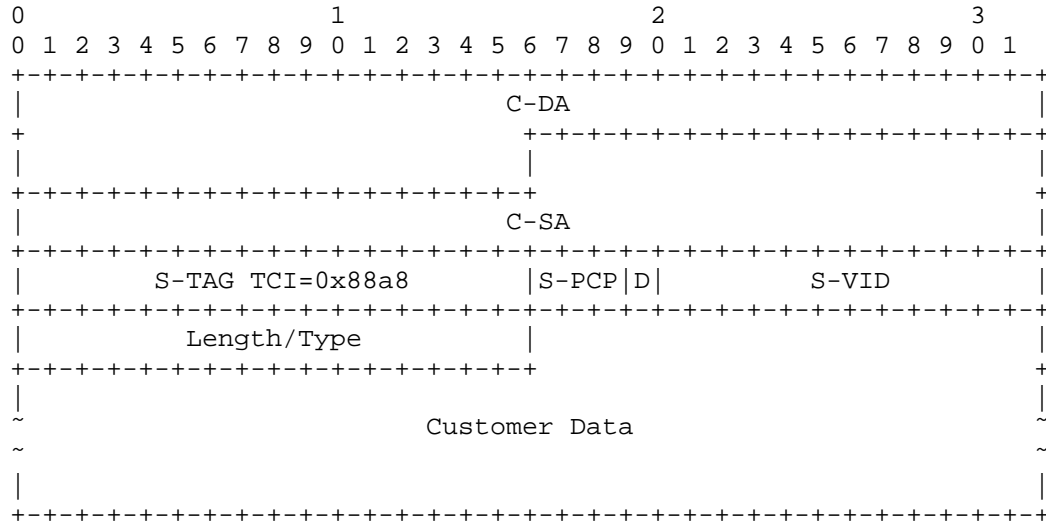 0                   1                   2                   3
0 1 2 3 4 5 6 7 8 9 0 1 2 3 4 5 6 7 8 9 0 1 2 3 4 5 6 7 8 9 0 1
+-+-+-+-+-+-+-+-+-+-+-+-+-+-+-+-+-+-+-+-+-+-+-+-+-+-+-+-+-+-+-+-+
|                              C-DA                             |
+                               +-+-+-+-+-+-+-+-+-+-+-+-+-+-+-+-+
|                               |                               |
+-+-+-+-+-+-+-+-+-+-+-+-+-+-+-+-+                               +
|                              C-SA                             |
+-+-+-+-+-+-+-+-+-+-+-+-+-+-+-+-+-+-+-+-+-+-+-+-+-+-+-+-+-+-+-+-+
|        S-TAG TCI=0x88a8       |S-PCP|D|         S-VID         |
+-+-+-+-+-+-+-+-+-+-+-+-+-+-+-+-+-+-+-+-+-+-+-+-+-+-+-+-+-+-+-+-+
|          Length/Type          |                               |
+-+-+-+-+-+-+-+-+-+-+-+-+-+-+-+-+                               +
|                                                               |
~                         Customer Data                         ~
~                                                               ~
|                                                               |
+-+-+-+-+-+-+-+-+-+-+-+-+-+-+-+-+-+-+-+-+-+-+-+-+-+-+-+-+-+-+-+-+